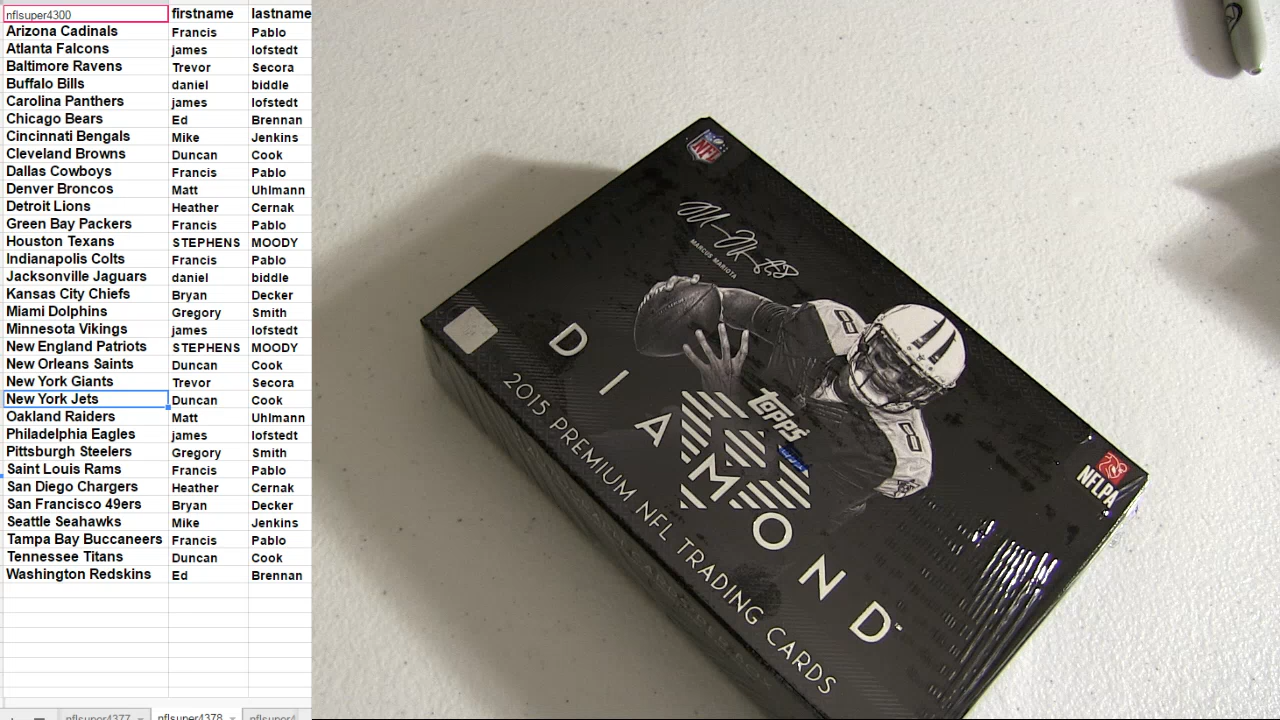 nflsuper4300 firstname lastname
Arizona Cadinals Francis Pablo
Atlanta Falcons james lofstedt
Baltimore Ravens Trevor Secora
Buffalo Bills daniel biddle
Carolina Panthers james lofstedt
Chicago Bears Ed Brennan
Cincinnati Bengals Mike Jenkins
Cleveland Browns Duncan Cook
Dallas Cowboys Francis Pablo
Denver Broncos Matt Uhlmann
Detroit Lions Heather Cernak
Green Bay Packers Francis Pablo
Houston Texans STEPHENS MOODY
Indianapolis Colts Francis Pablo
Jacksonville Jaguars daniel biddle
Kansas City Chiefs Bryan Decker
Miami Dolphins Gregory Smith
Minnesota Vikings james lofstedt
New England Patriots STEPHENS MOODY
New Orleans Saints Duncan Cook
New York Giants Trevor Secora
New York Jets Duncan Cook
Oakland Raiders Matt Uhlmann
Philadelphia Eagles james lofstedt
Pittsburgh Steelers Gregory Smith
Saint Louis Rams Francis Pablo
San Diego Chargers Heather Cernak
San Francisco 49ers Bryan Decker
Seattle Seahawks Mike Jenkins
Tampa Bay Buccaneers Francis Pablo
Tennessee Titans Duncan Cook
Washington Redskins Ed Brennan
nflsuper4377 nflsuper4378 nflsuper4
NFL
MARCUS MARIOTA
8
8
topps
DIAMOND
2015 PREMIUM NFL TRADING CARDS
NFLPA